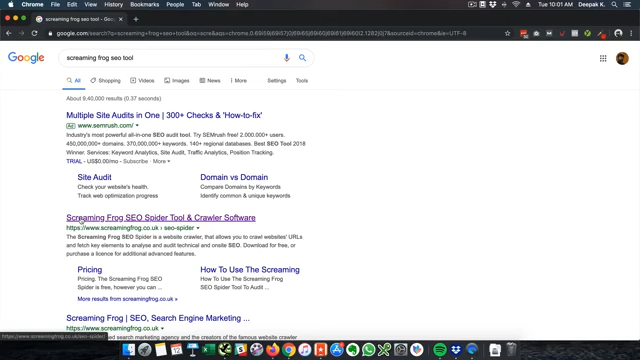 Chrome File Edit View History Bookmarks People Tab Window Help Tue 10:01 AM Deepak K.
screaming frog seo tool - Goo
Google
screaming frog seo tool
All Shopping Videos Images News More Settings Tools
About 9,40,000 results (0.37 seconds)
Multiple Site Audits in One | 300+ Checks & 'How-to-fix'
Ad www.semrush.com/
Industry's most powerful all-in-one SEO audit tool. Try SEMrush free! 2.000.000+ users.
450,000,000+ domains. 370,000,000+ keywords. 140+ regional databases. Best SEO Tool 2018
Winner. Services: Keyword Analytics, Site Audit, Traffic Analytics, Position Tracking.
TRIAL - US$0.00/mo - Subscribe · More
Site Audit Domain vs Domain
Check your website's health. Compare Domains by Keywords
Track web optimization progress Identify common & unique keywords
Screaming Frog SEO Spider Tool & Crawler Software
https://www.screamingfrog.co.uk › seo-spider
The Screaming Frog SEO Spider is a website crawler, that allows you to crawl websites' URLs
and fetch key elements to analyse and audit technical and onsite SEO. Download for free, or
purchase a licence for additional advanced features.
Pricing How To Use The Screaming
Pricing. The Screaming Frog SEO How To Use The Screaming Frog
Spider is free, however you can ... SEO Spider Tool To Audit ...
More results from screamingfrog.co.uk »
Screaming Frog | SEO, Search Engine Marketing ...
https://www.screamingfrog.co.uk
search marketing agency and the creators of the famous website crawler
https://www.screamingfrog.co.uk/seo-spider/